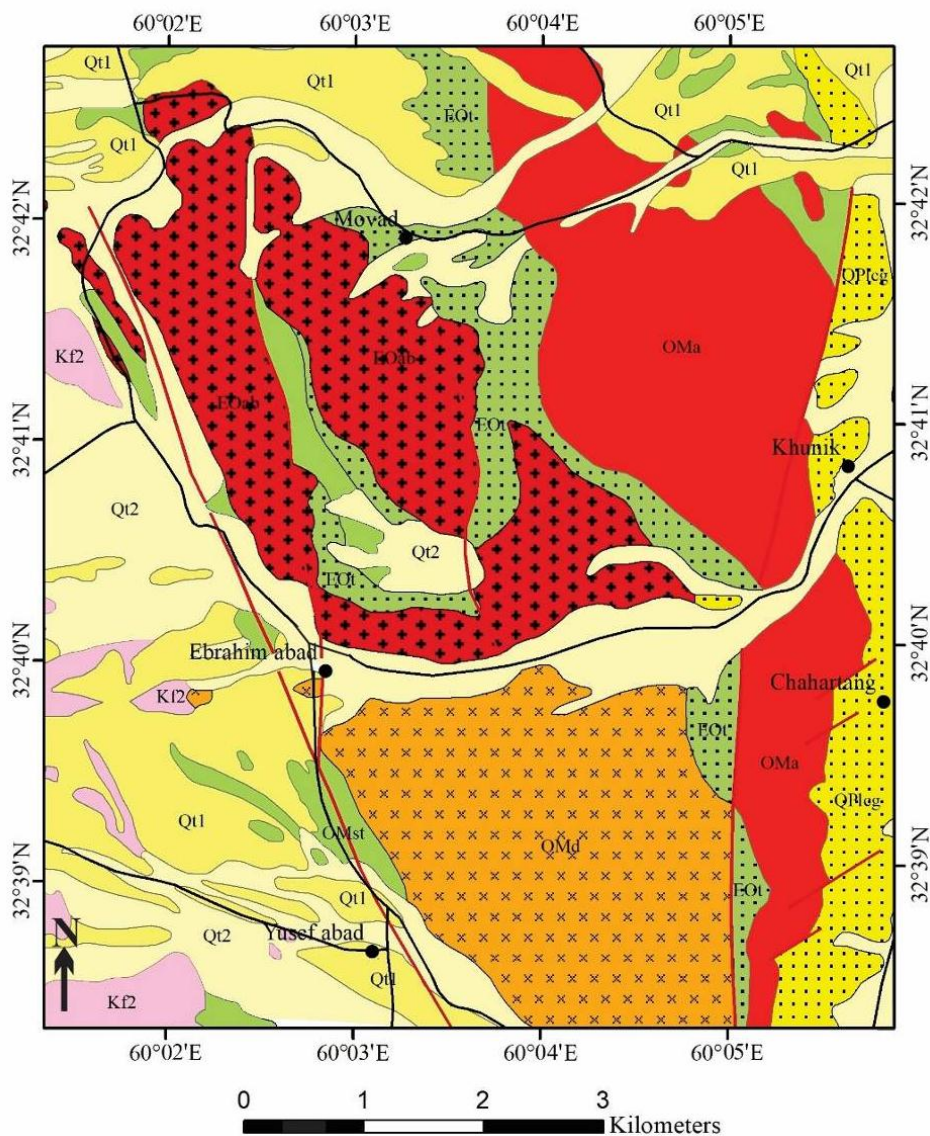 60°02'E 60°03'E 60°04'E 60°05'E
Qt1
Qt1
Qt1
Qt1
EOt
Qt1
Qt1
32°42'N
32°42'N
Movad
QPlcg
Kf2
EOab
OMa
EOab
32°41'N
EOt
32°41'N
Khunik
Qt2
Qt2
EOt
32°40'N
Ebrahim abad
32°40'N
Kf2
Chahartang
EOt
OMa
QPlcg
Qt1
OMst
OMd
32°39'N
EOt
32°39'N
Qt1
N
Qt2
Yusef abad
Qt1
Kf2
60°02'E 60°03'E 60°04'E 60°05'E
0 1 2 3
Kilometers